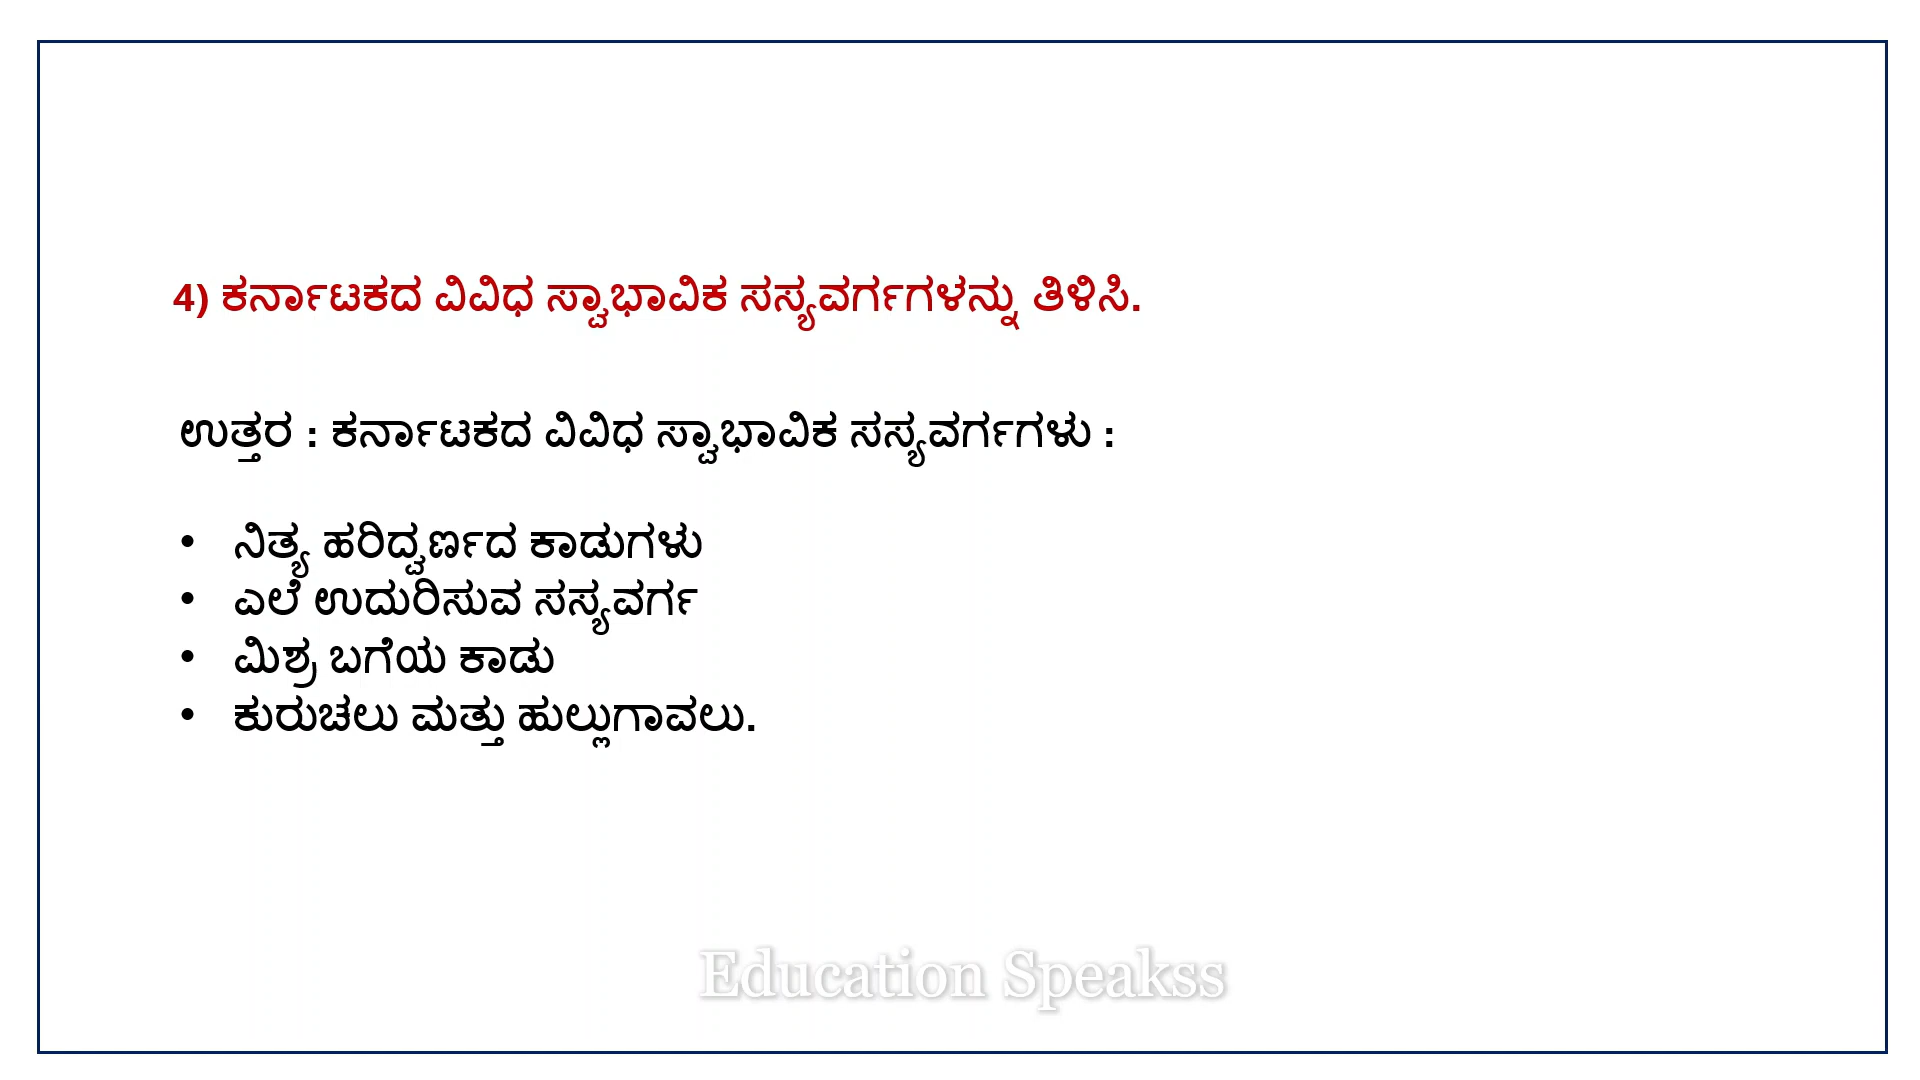 4) ಕರ್ನಾಟಕದ ವಿವಿಧ ಸ್ವಾಭಾವಿಕ ಸಸ್ಯವರ್ಗಗಳನ್ನು ತಿಳಿಸಿ.
ಉತ್ತರ : ಕರ್ನಾಟಕದ ವಿವಿಧ ಸ್ವಾಭಾವಿಕ ಸಸ್ಯವರ್ಗಗಳು :
• ನಿತ್ಯ ಹರಿದ್ವರ್ಣದ ಕಾಡುಗಳು
• ಎಲೆ ಉದುರಿಸುವ ಸಸ್ಯವರ್ಗ
• ಮಿಶ್ರ ಬಗೆಯ ಕಾಡು
• ಕುರುಚಲು ಮತ್ತು ಹುಲ್ಲುಗಾವಲು.
Education Speakss